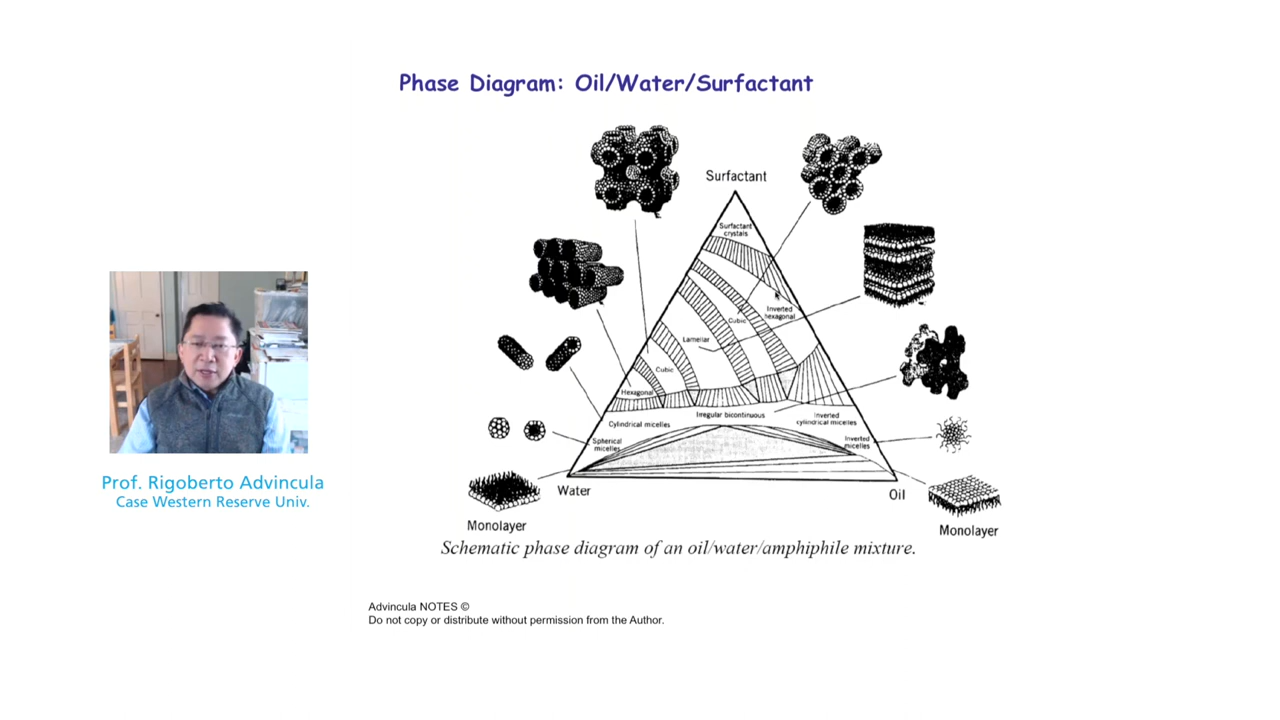 Phase Diagram: Oil/Water/Surfactant
Surfactant
Surfactant
crystals
Inverted
hexagonal
Cubic
Lamellar
Cubic
Hexagonal
Cylindrical micelles
Irregular bicontinuous
Inverted
cylindrical micelles
Spherical
micelles
Inverted
micelles
Water
Oil
Monolayer
Monolayer
Schematic phase diagram of an oil/water/amphiphile mixture.
Prof. Rigoberto Advincula
Case Western Reserve Univ.
Advincula NOTES ©
Do not copy or distribute without permission from the Author.